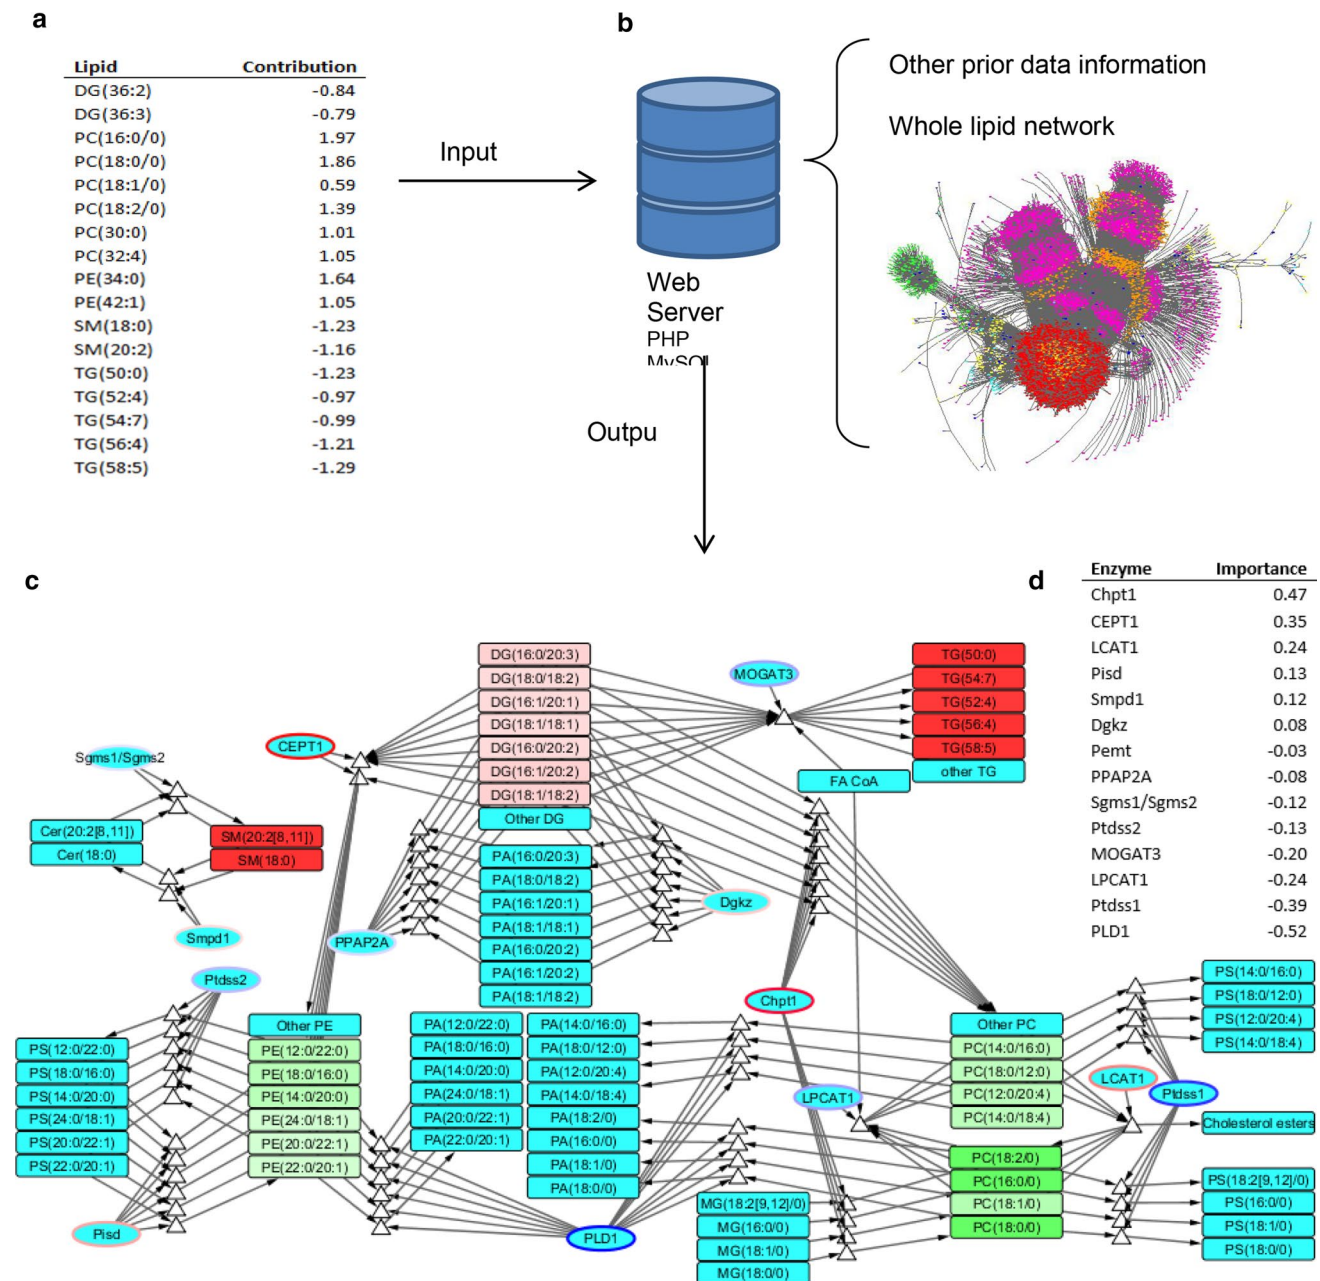 a
Lipid Contribution
DG(36:2) -0.84
DG(36:3) -0.79
PC(16:0/0) 1.97
PC(18:0/0) 1.86
PC(18:1/0) 0.59
PC(18:2/0) 1.39
PC(30:0) 1.01
PC(32:4) 1.05
PE(34:0) 1.64
PE(42:1) 1.05
SM(18:0) -1.23
SM(20:2) -1.16
TG(50:0) -1.23
TG(52:4) -0.97
TG(54:7) -0.99
TG(56:4) -1.21
TG(58:5) -1.29
Input
b
Web
Server
PHP
MySQL
Other prior data information
Whole lipid network
Outpu
c
Sgms1/Sgms2
Cer(20:2[8,11])
Cer(18:0)
SM(20:2[8,11])
SM(18:0)
Smpd1
CEPT1
DG(16:0/20:3)
DG(18:0/18:2)
DG(16:1/20:1)
DG(18:1/18:1)
DG(16:0/20:2)
DG(16:1/20:2)
DG(18:1/18:2)
Other DG
MOGAT3
TG(50:0)
TG(54:7)
TG(52:4)
TG(56:4)
TG(58:5)
other TG
FA CoA
PPAP2A
PA(16:0/20:3)
PA(18:0/18:2)
PA(16:1/20:1)
PA(18:1/18:1)
PA(16:0/20:2)
PA(16:1/20:2)
PA(18:1/18:2)
Dgkz
Ptdss2
PS(12:0/22:0)
PS(18:0/16:0)
PS(14:0/20:0)
PS(24:0/18:1)
PS(20:0/22:1)
PS(22:0/20:1)
Pisd
Other PE
PE(12:0/22:0)
PE(18:0/16:0)
PE(14:0/20:0)
PE(24:0/18:1)
PE(20:0/22:1)
PE(22:0/20:1)
PA(12:0/22:0)
PA(18:0/16:0)
PA(14:0/20:0)
PA(24:0/18:1)
PA(20:0/22:1)
PA(22:0/20:1)
PA(14:0/16:0)
PA(18:0/12:0)
PA(12:0/20:4)
PA(14:0/18:4)
PA(18:2/0)
PA(16:0/0)
PA(18:1/0)
PA(18:0/0)
PLD1
Chpt1
LPCAT1
MG(18:2[9,12]/0)
MG(16:0/0)
MG(18:1/0)
MG(18:0/0)
Other PC
PC(14:0/16:0)
PC(18:0/12:0)
PC(12:0/20:4)
PC(14:0/18:4)
PC(18:2/0)
PC(16:0/0)
PC(18:1/0)
PC(18:0/0)
LCAT1
Ptdss1
PS(14:0/16:0)
PS(18:0/12:0)
PS(12:0/20:4)
PS(14:0/18:4)
Cholesterol esters
PS(18:2[9,12]/0)
PS(16:0/0)
PS(18:1/0)
PS(18:0/0)
d
Enzyme Importance
Chpt1 0.47
CEPT1 0.35
LCAT1 0.24
Pisd 0.13
Smpd1 0.12
Dgkz 0.08
Pemt -0.03
PPAP2A -0.08
Sgms1/Sgms2 -0.12
Ptdss2 -0.13
MOGAT3 -0.20
LPCAT1 -0.24
Ptdss1 -0.39
PLD1 -0.52